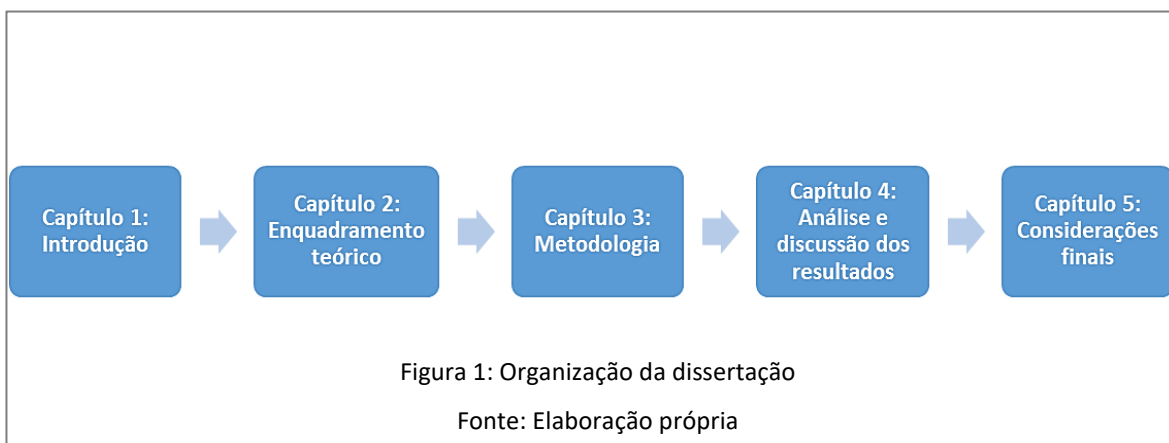 Capítulo 1:
Introdução
Capítulo 2:
Enquadramento
teórico
Capítulo 3:
Metodologia
Capítulo 4:
Análise e
discussão dos
resultados
Capítulo 5:
Considerações
finais
Figura 1: Organização da dissertação
Fonte: Elaboração própria